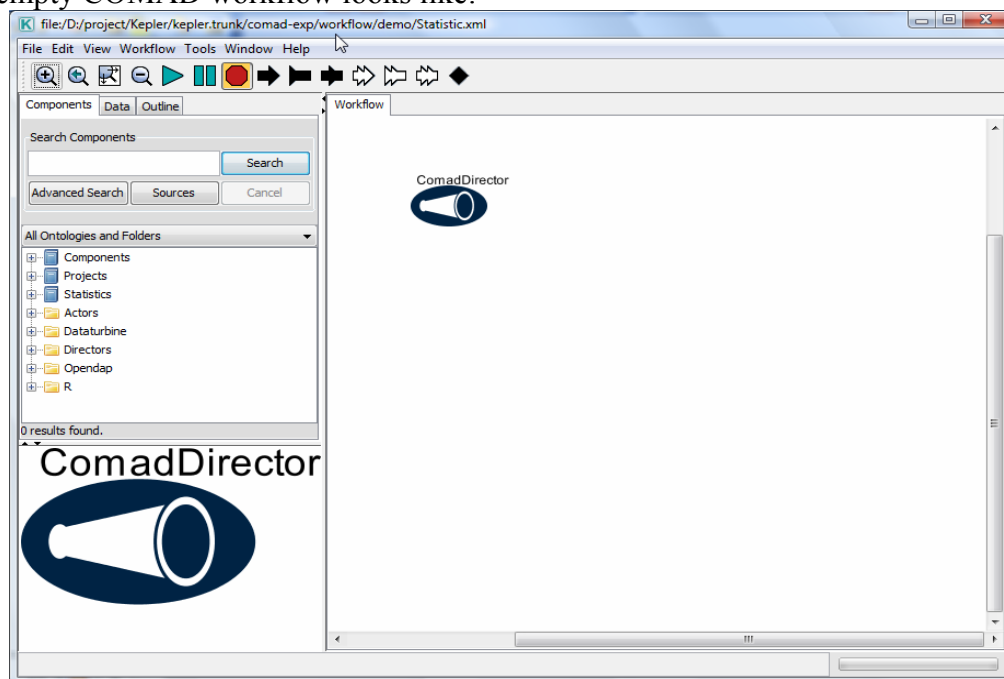 empty COMAD workflow looks like:
file:/D:/project/Kepler/kepler.trunk/comad-exp/workflow/demo/Statistic.xml
File Edit View Workflow Tools Window Help
Components Data Outline
Workflow
Search Components
Search
Advanced Search Sources Cancel
All Ontologies and Folders
Components
Projects
Statistics
Actors
Dataturbine
Directors
Opendap
R
0 results found.
ComadDirector
ComadDirector